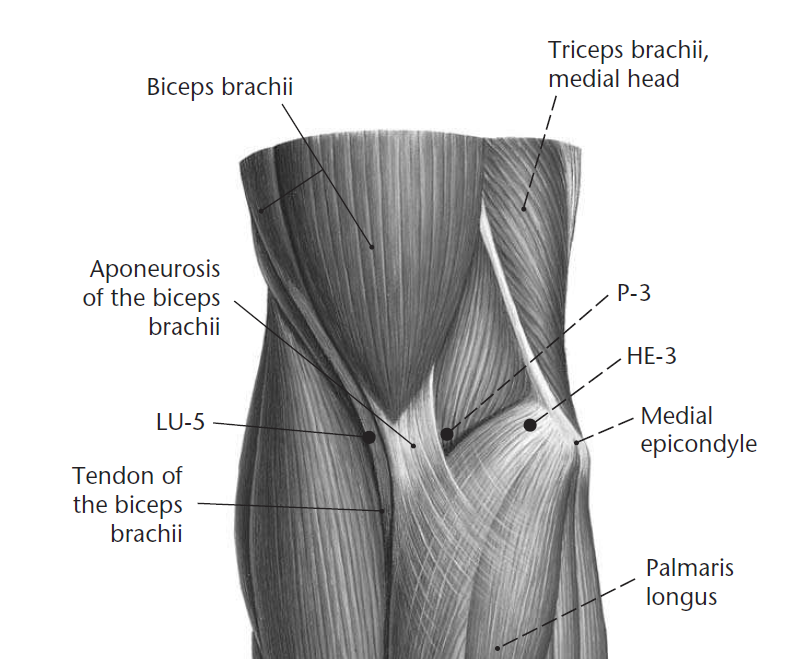 Triceps brachii,
medial head
Biceps brachii
Aponeurosis
of the biceps
brachii
P-3
HE-3
LU-5
Medial
epicondyle
Tendon of
the biceps
brachii
Palmaris
longus